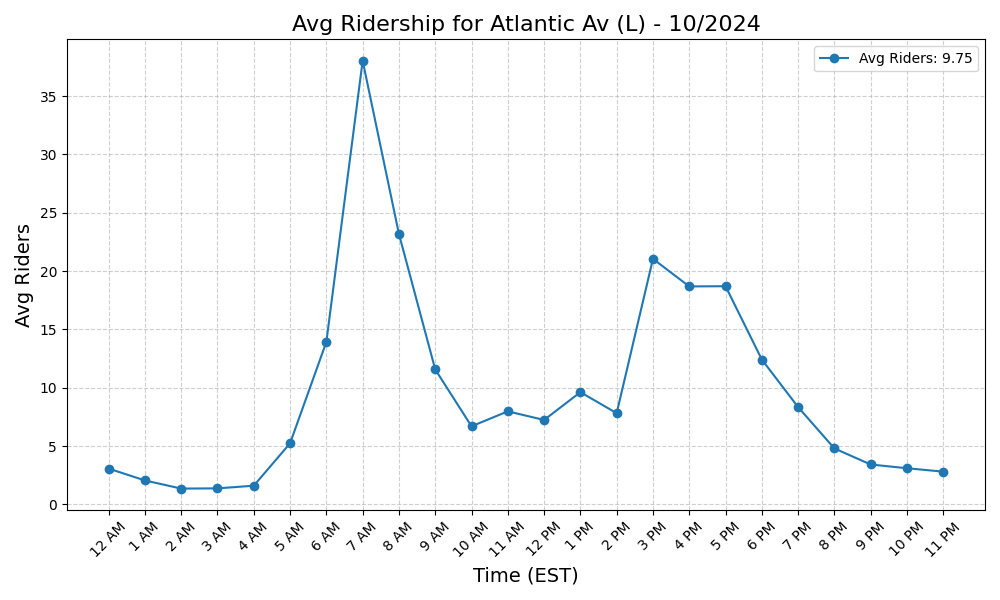 Avg Ridership for Atlantic Av (L) - 10/2024
Avg Riders: 9.75
Avg Riders
35
30
25
20
15
10
5
0
12 AM
1 AM
2 AM
3 AM
4 AM
5 AM
6 AM
7 AM
8 AM
9 AM
10 AM
11 AM
12 PM
1 PM
2 PM
3 PM
4 PM
5 PM
6 PM
7 PM
8 PM
9 PM
10 PM
11 PM
Time (EST)